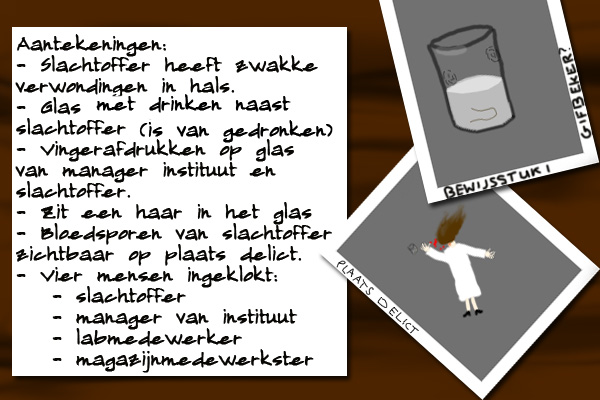 Aantekeningen:
- Slachtoffer heeft zwakke
verwondingen in hals.
- Glas met drinken naast
slachtoffer (is van gedronken)
- Vingerafdrukken op glas
van manager instituut en
slachtoffer.
- Zit een haar in het glas
- Bloedsporen van slachtoffer
zichtbaar op plaats delict.
- Vier mensen ingeklokt:
- slachtoffer
- manager van instituut
- labmedewerker
- magazijnmedewerkster
BEWIJSSTUK 1
GIFBEKER?
PLAATS DELICT